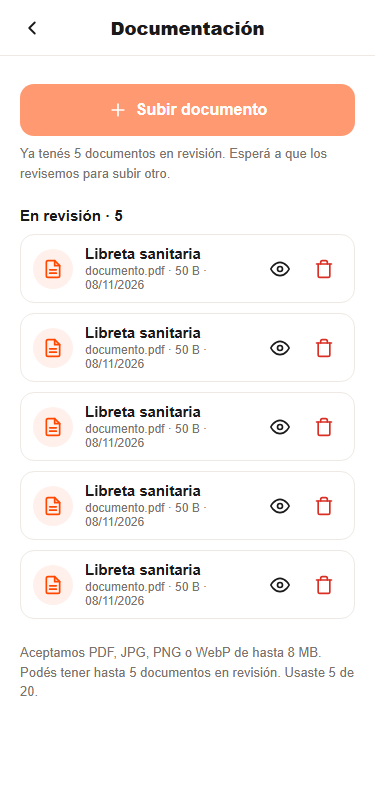 Documentación
+ Subir documento
Ya tenés 5 documentos en revisión. Esperá a que los
revisemos para subir otro.
En revisión · 5
Libreta sanitaria
documento.pdf · 50 B ·
08/11/2026
Libreta sanitaria
documento.pdf · 50 B ·
08/11/2026
Libreta sanitaria
documento.pdf · 50 B ·
08/11/2026
Libreta sanitaria
documento.pdf · 50 B ·
08/11/2026
Libreta sanitaria
documento.pdf · 50 B ·
08/11/2026
Aceptamos PDF, JPG, PNG o WebP de hasta 8 MB.
Podés tener hasta 5 documentos en revisión. Usaste 5 de
20.